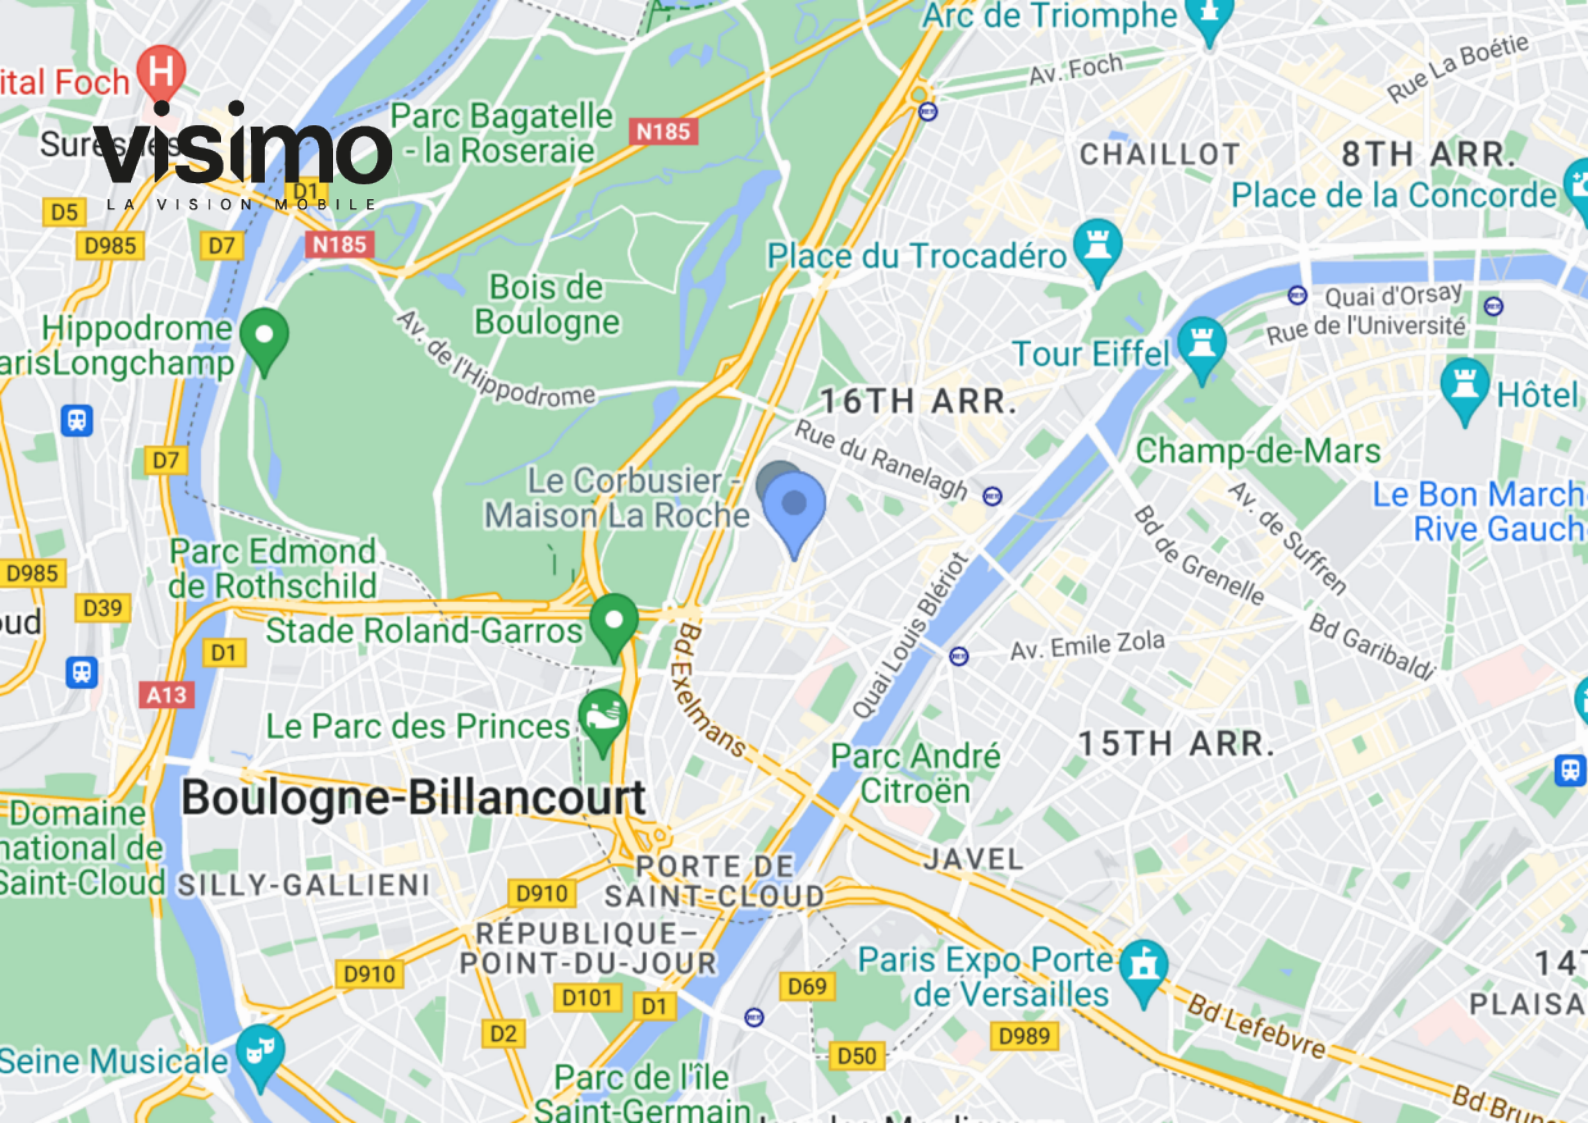 Arc de Triomphe
Av. Foch
Rue La Boétie
ital Foch
H
Parc Bagatelle
- la Roseraie
N185
visimo
LA VISION MOBILE
CHAILLOT
8TH ARR.
Place de la Concorde
D1
D5
D985
D7
N185
Place du Trocadéro
Bois de
Boulogne
Quai d'Orsay
Rue de l'Université
Hippodrome
arisLongchamp
Av. de l'Hippodrome
Tour Eiffel
16TH ARR.
Hôtel
Rue du Ranelagh
Champ-de-Mars
D7
Le Corbusier -
Maison La Roche
Le Bon March
Rive Gauch
Av. de Suffren
Bd de Grenelle
Parc Edmond
de Rothschild
D985
D39
oud
Stade Roland-Garros
D1
Bd Exelmans
Quai Louis Blériot
Av. Emile Zola
Bd Garibaldi
A13
Le Parc des Princes
15TH ARR.
Parc André
Citroën
Boulogne-Billancourt
Domaine
national de
Saint-Cloud
SILLY-GALLIENI
PORTE DE
SAINT-CLOUD
JAVEL
D910
RÉPUBLIQUE–
POINT-DU-JOUR
D910
Paris Expo Porte
de Versailles
14T
PLAISA
D69
D101
D1
D2
D989
D50
Bd Lefebvre
Seine Musicale
Parc de l'île
Saint-Germain
Bd Brun